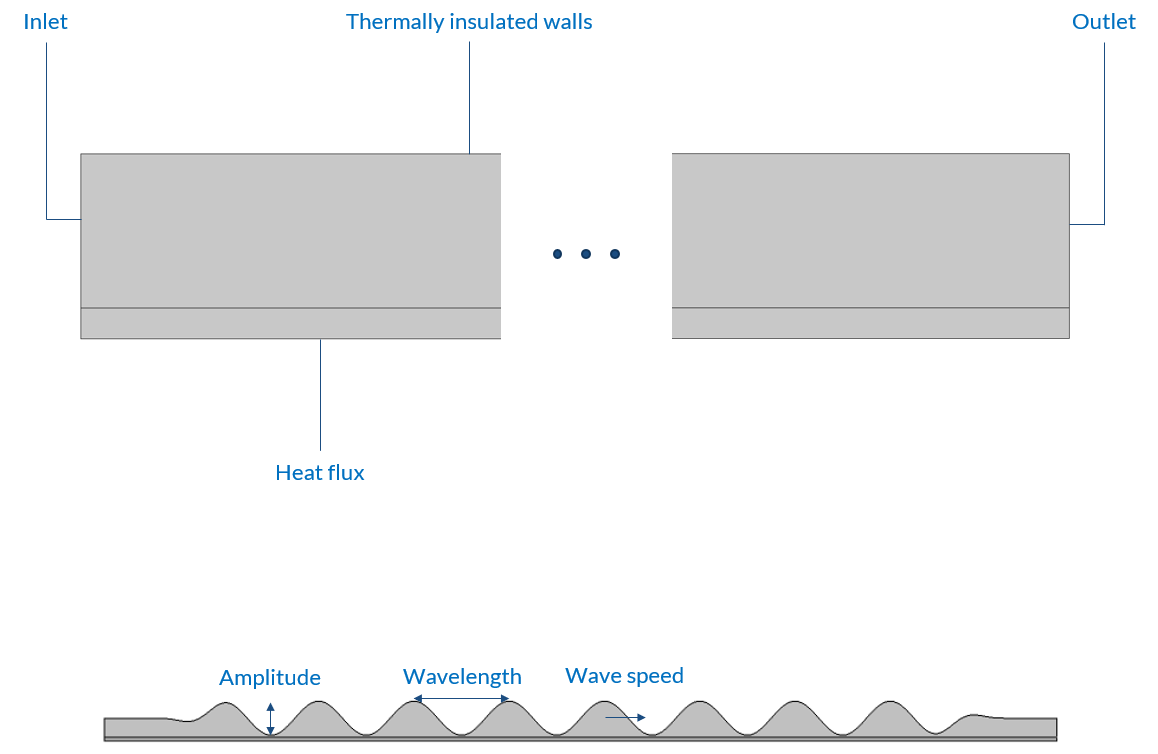 Inlet
Thermally insulated walls
Outlet
Heat flux
Amplitude
Wavelength
Wave speed